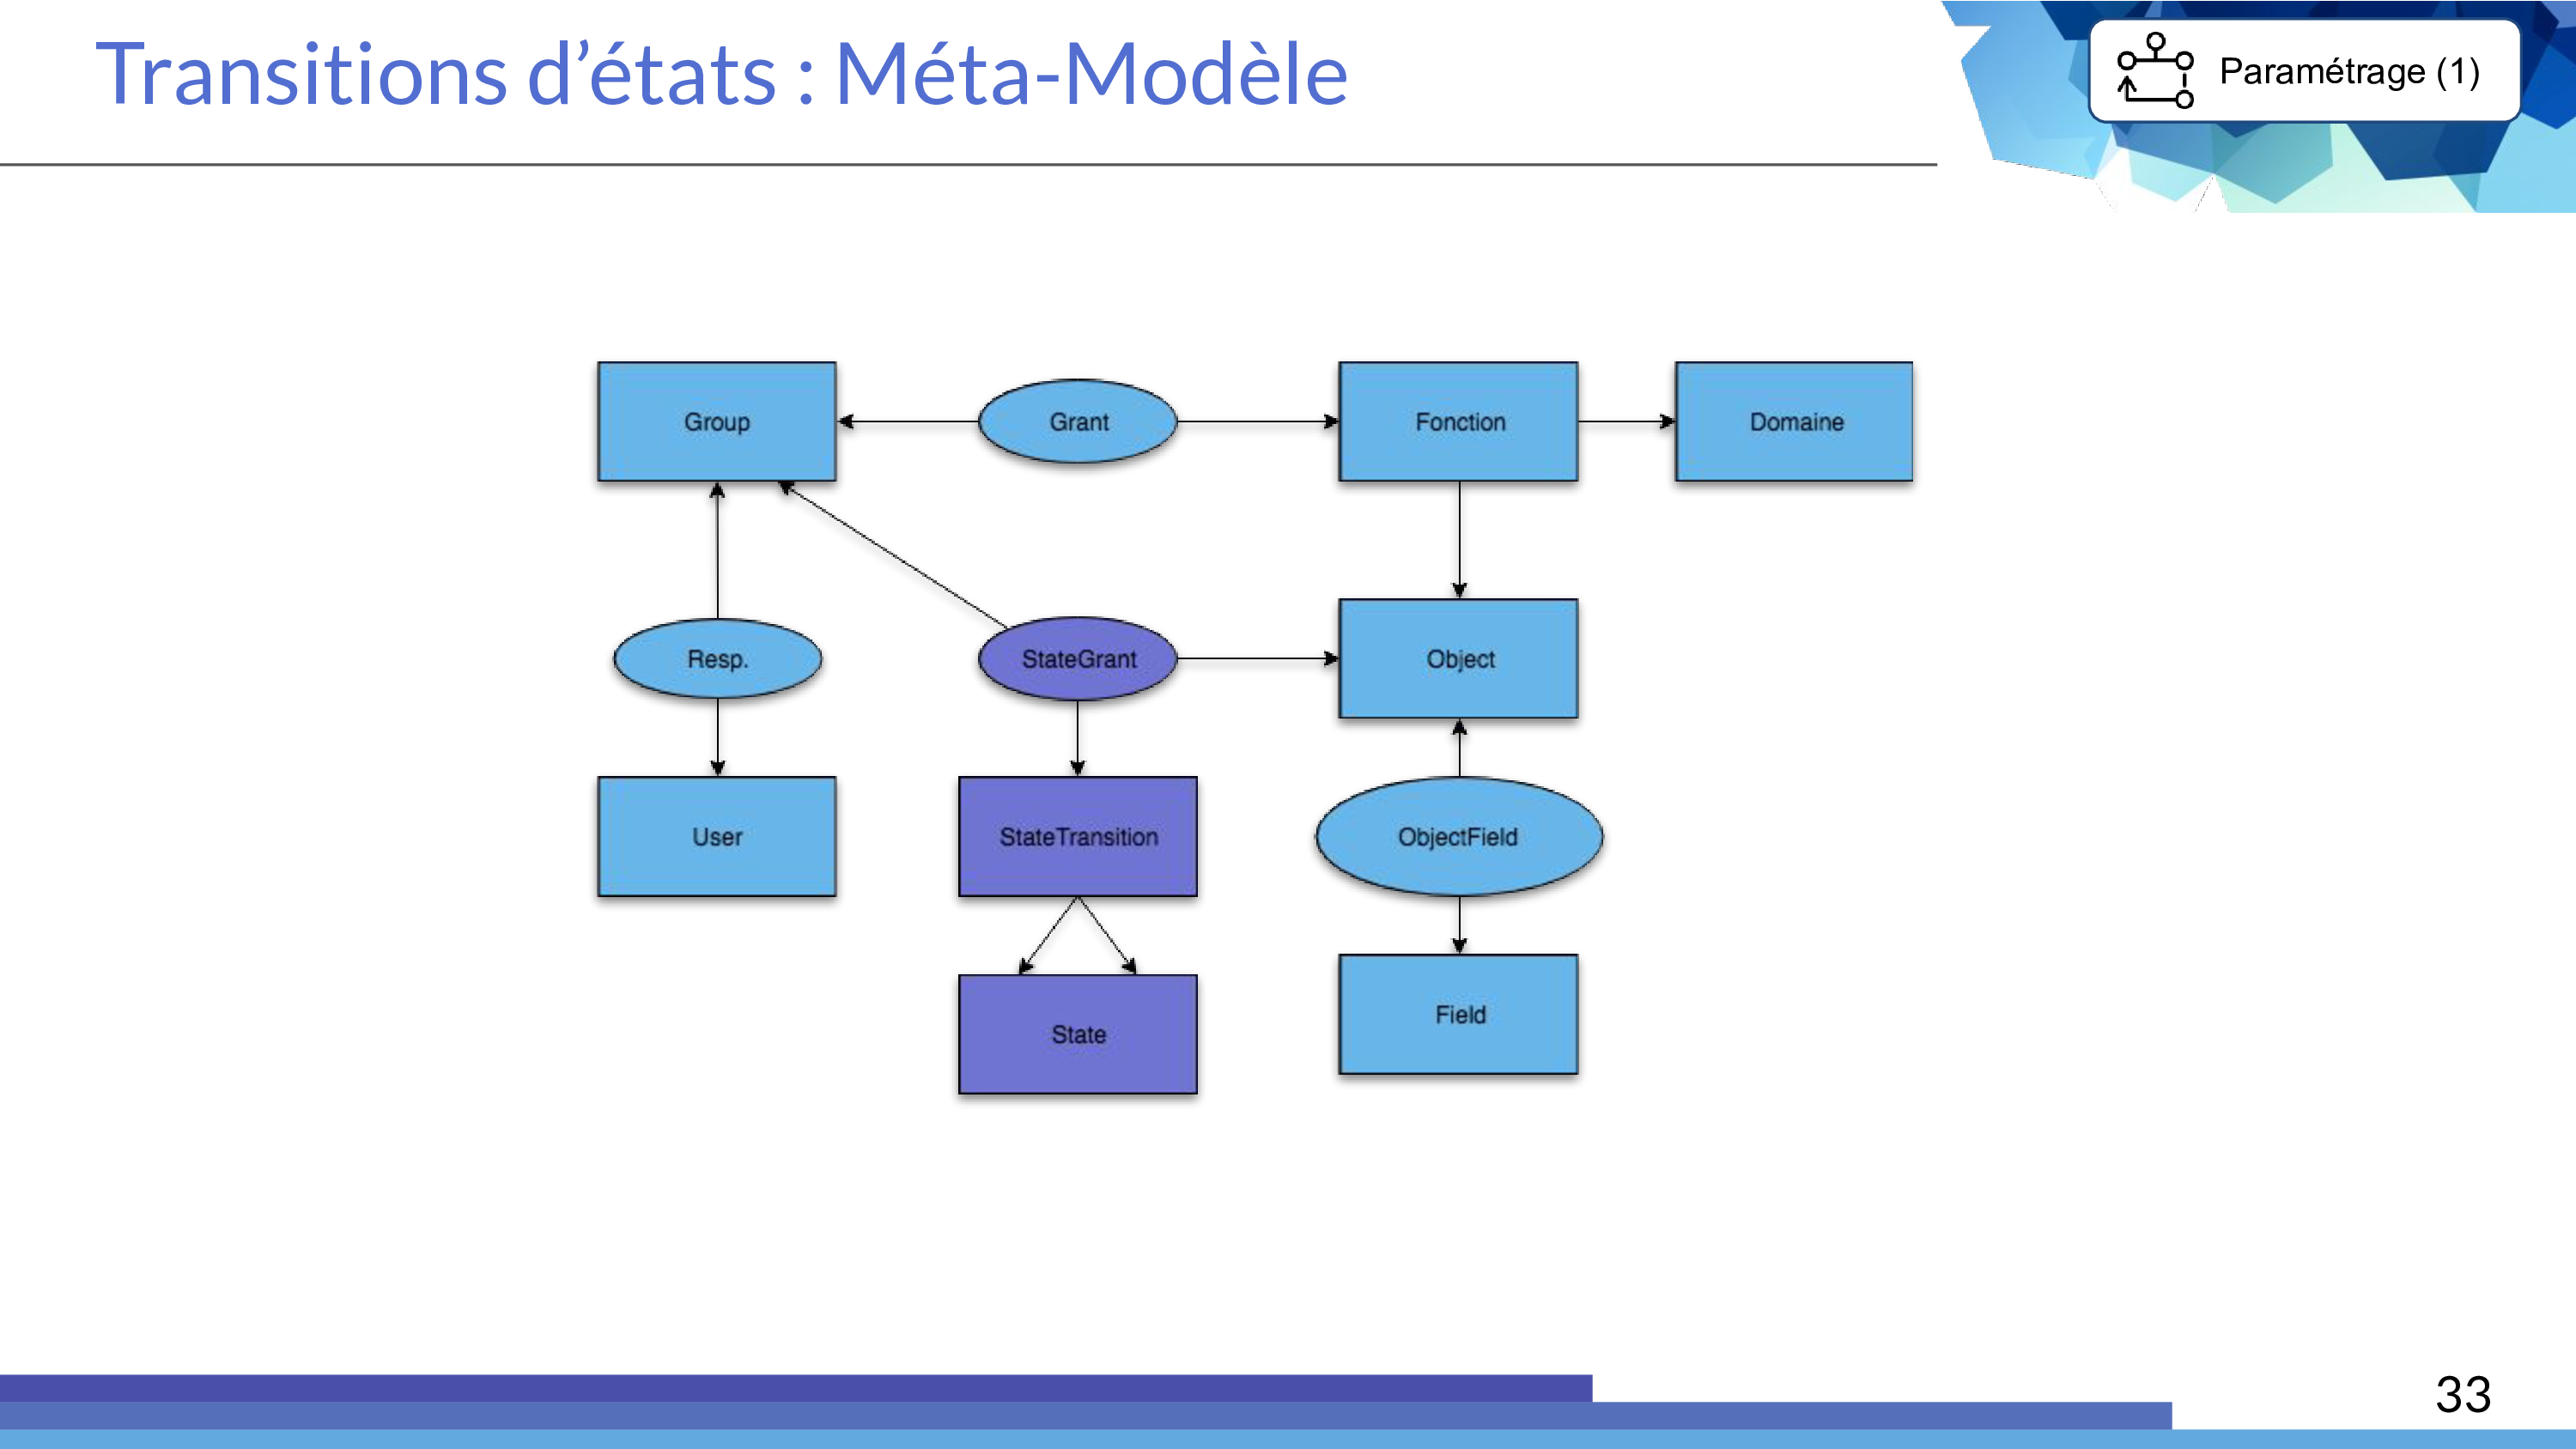 Transitions d’états : Méta-Modèle
Paramétrage (1)
Group
Grant
Fonction
Domaine
Resp.
StateGrant
Object
User
StateTransition
ObjectField
State
Field
33